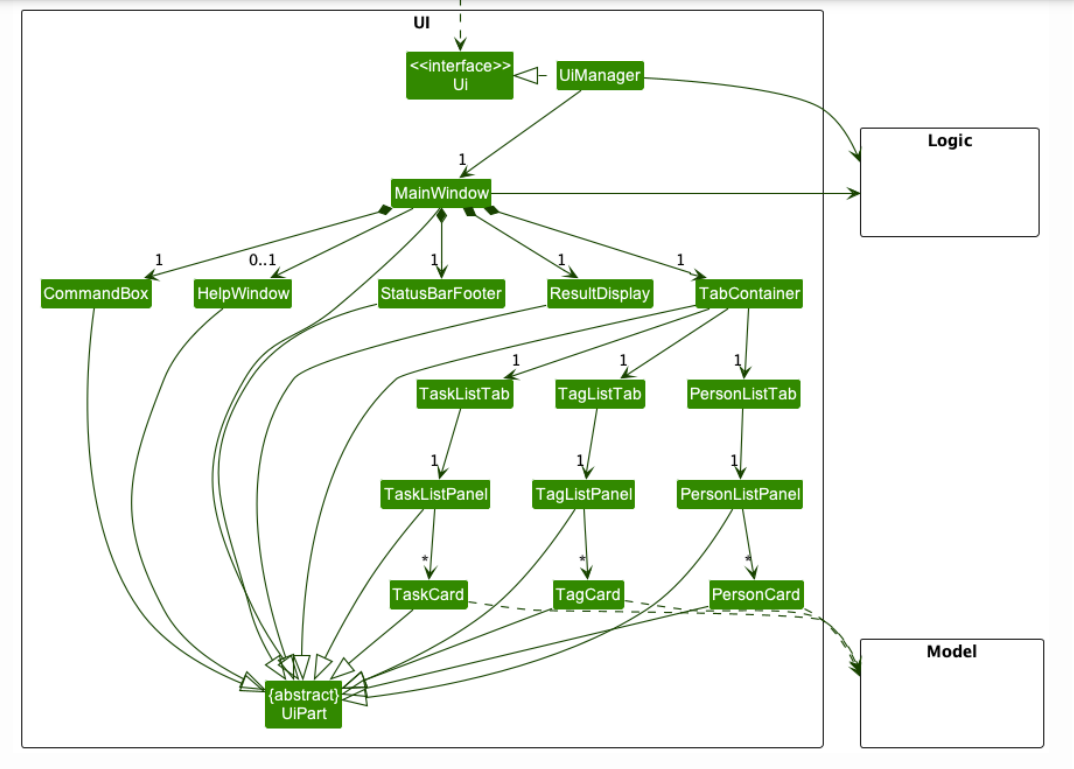 UI
<<interface>>
Ui
UiManager
Logic
1
MainWindow
1
0..1
1
1
1
CommandBox
HelpWindow
StatusBarFooter
ResultDisplay
TabContainer
1
1
1
TaskListTab
TagListTab
PersonListTab
1
1
1
TaskListPanel
TagListPanel
PersonListPanel
*
*
*
TaskCard
TagCard
PersonCard
Model
{abstract}
UiPart